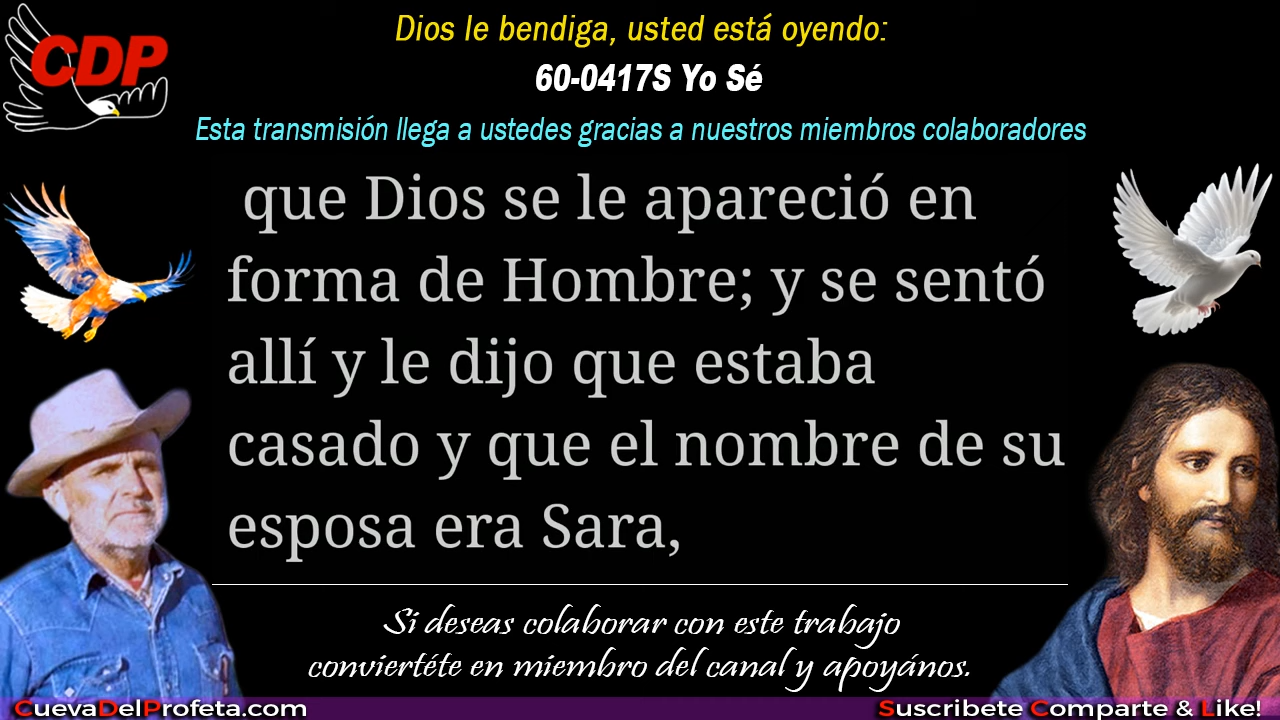 CDP
Dios le bendiga, usted está oyendo:
60-0417S Yo Sé
Esta transmisión llega a ustedes gracias a nuestros miembros colaboradores
que Dios se le apareció en
forma de Hombre; y se sentó
allí y le dijo que estaba
casado y que el nombre de su
esposa era Sara,
Si deseas colaborar con este trabajo
conviertéte en miembro del canal y apoyános.
CuevaDelProfeta.com
Suscribete Comparte & Like!